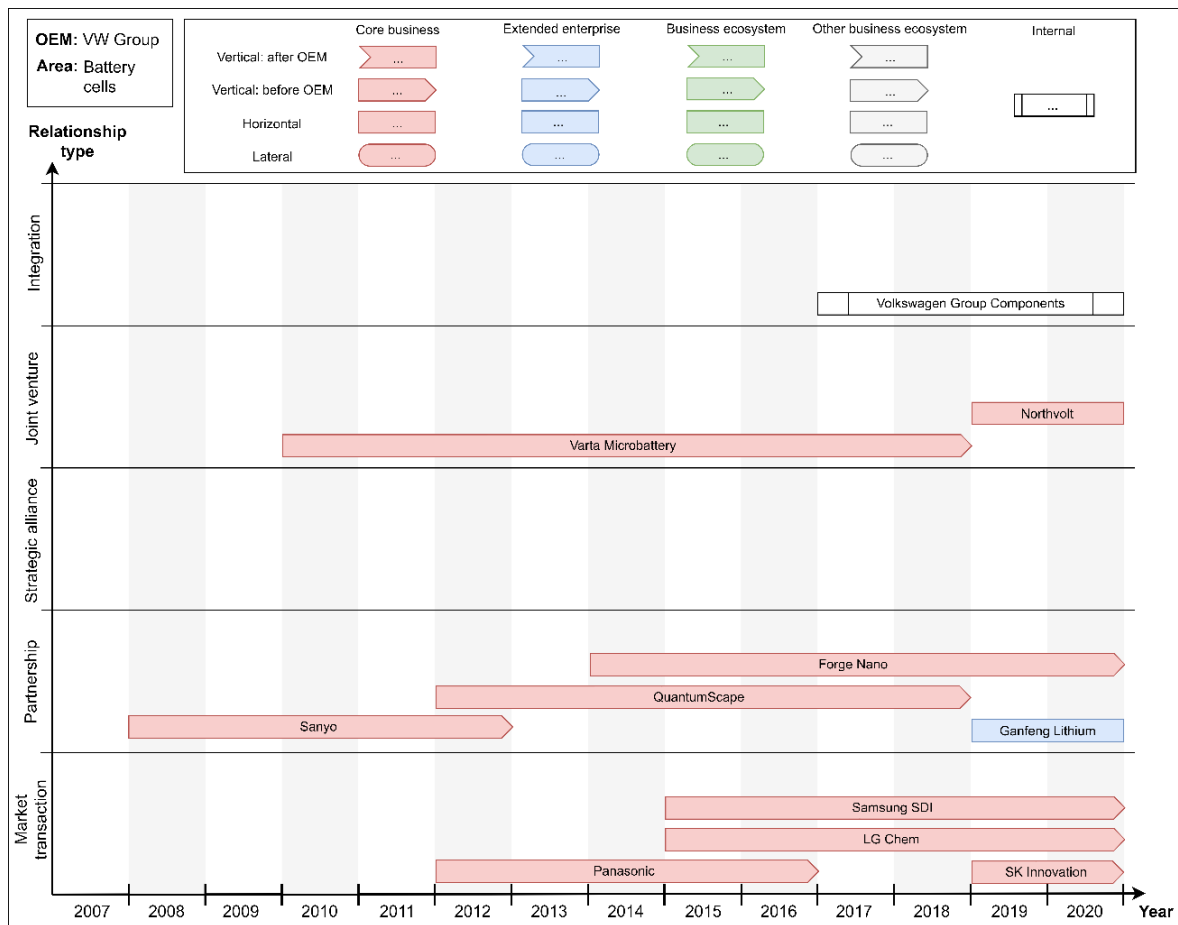 OEM: VW Group
Area: Battery
cells
Core business
Extended enterprise
Business ecosystem
Other business ecosystem
Internal
Vertical: after OEM
...
...
...
...
Vertical: before OEM
...
...
...
...
...
Horizontal
...
...
...
...
Lateral
...
...
...
...
Relationship
type
Integration
Volkswagen Group Components
Joint venture
Northvolt
Varta Microbattery
Strategic alliance
Partnership
Forge Nano
QuantumScape
Sanyo
Ganfeng Lithium
Market
transaction
Samsung SDI
LG Chem
Panasonic
SK Innovation
2007
2008
2009
2010
2011
2012
2013
2014
2015
2016
2017
2018
2019
2020
Year